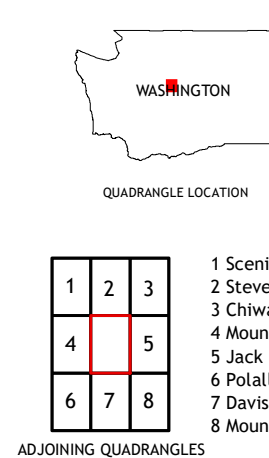 WASHINGTON
QUADRANGLE LOCATION
1 2 3
4 5
6 7 8
1 Sceni
2 Steve
3 Chiwa
4 Moun
5 Jack
6 Polal
7 Davis
8 Moun
ADJOINING QUADRANGLES